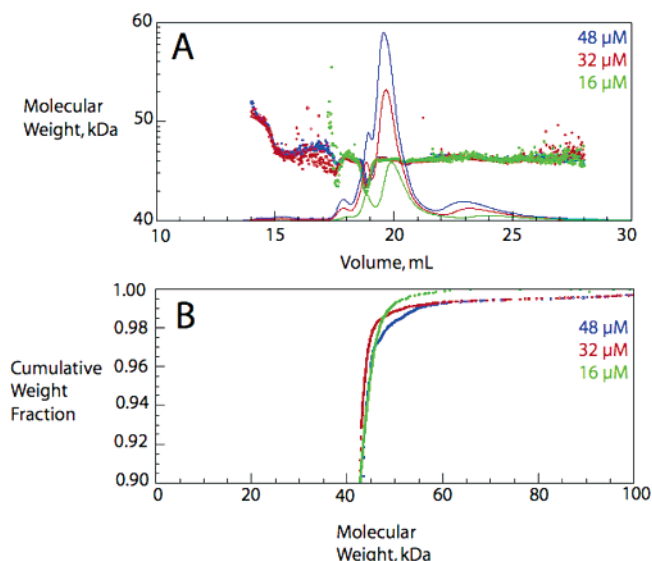 60
A
48 µM
32 µM
16 µM
Molecular
Weight, kDa
50
40
10
15
20
25
30
Volume, mL
1.00
B
0.98
48 µM
32 µM
16 µM
Cumulative
Weight
Fraction
0.96
0.94
0.92
0.90
0
20
40
60
80
100
Molecular
Weight, kDa